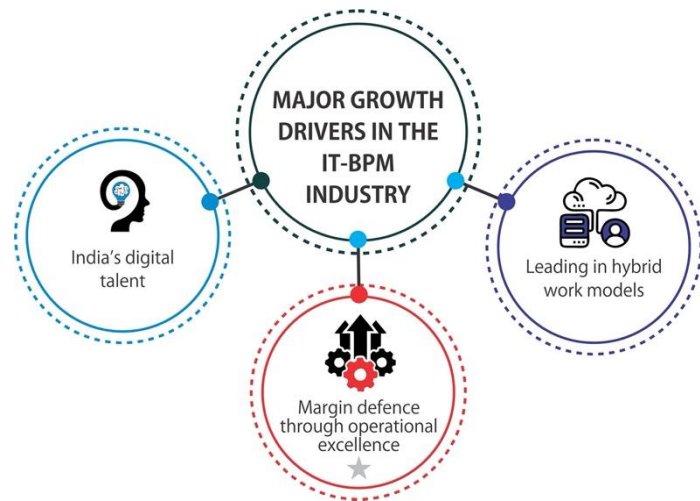 MAJOR GROWTH
DRIVERS IN THE
IT-BPM
INDUSTRY
India's digital
talent
Margin defence
through operational
excellence
Leading in hybrid
work models